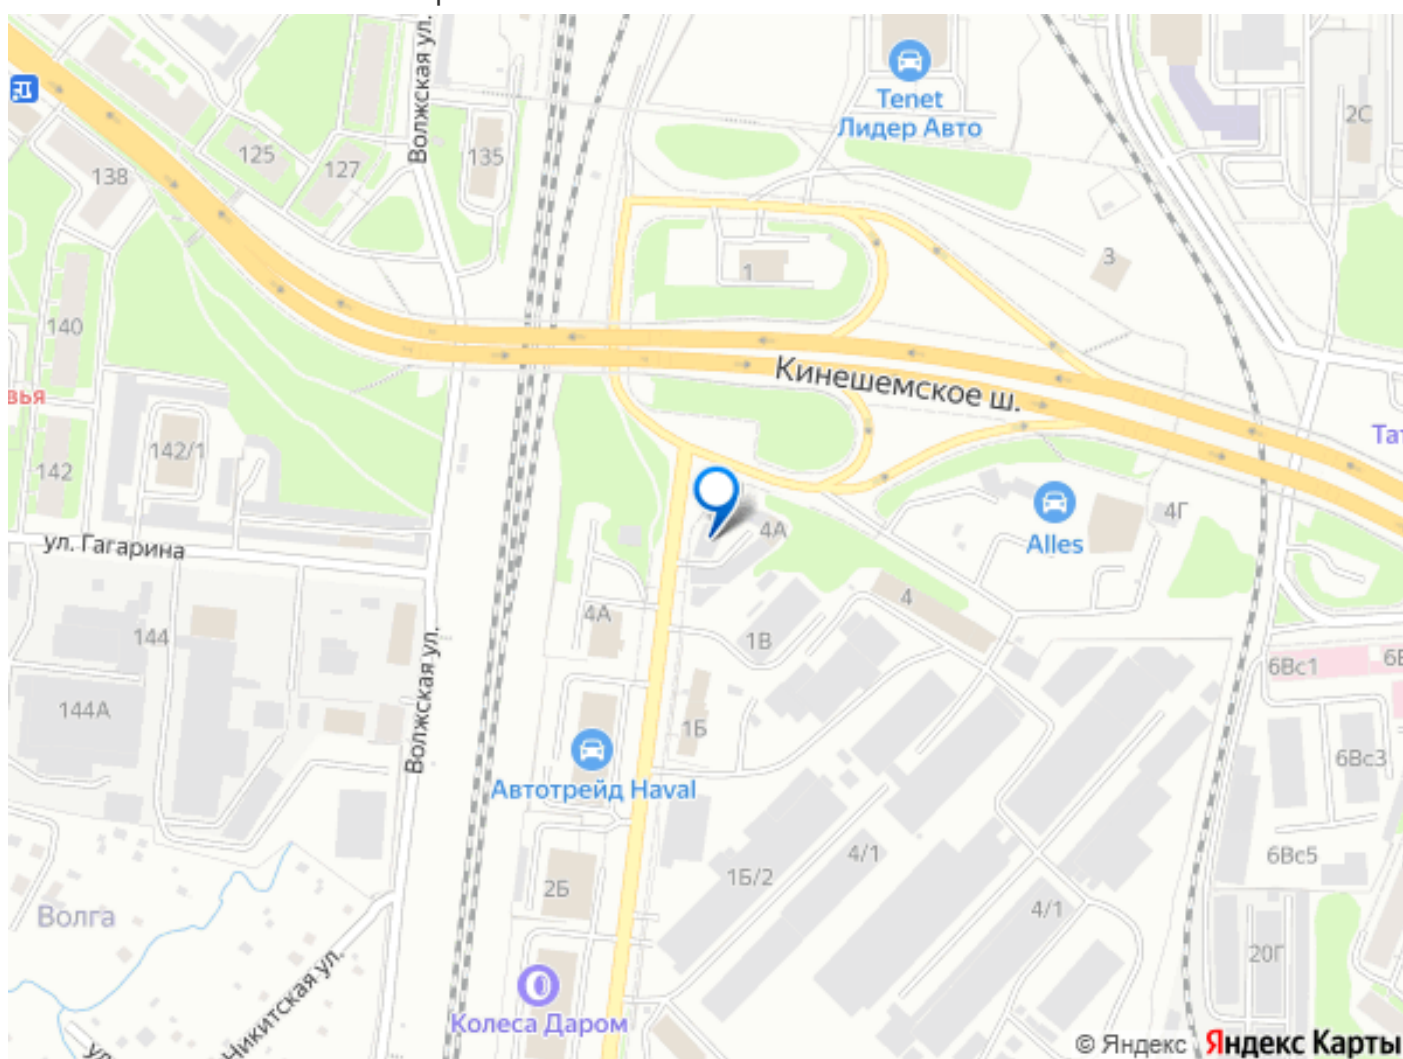 Волжская ул.
Tenet
Лидер Авто
2С
125
127
135
138
1
3
140
Кинешемское ш.
вья
Тат
142/1
142
4А
4Г
Alles
ул. Гагарина
4
4А
144
1В
Волжская ул.
6Вс1
144А
1Б
6Вс3
Автотрейд Haval
4/1
6Вс5
1Б/2
2Б
4/1
Волга
20Г
Никитская ул.
Колеса Даром
© Яндекс
Яндекс Карты